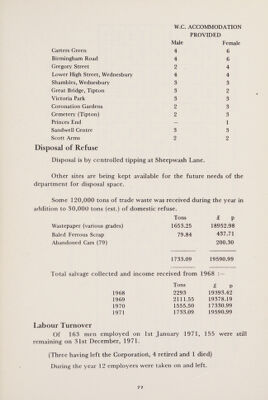 W.C. ACCOMMODATION
PROVIDED
Male Female
Carters Green 4 6
Birmingham Road 4 6
Gregory Street 2 4
Lower High Street, Wednesbury 4 4
Shambles, Wednesbury 3 3
Great Bridge, Tipton 3 2
Victoria Park 3 3
Coronation Gardens 2 3
Cemetery (Tipton) 2 3
Princes End — 1
Sandwell Centre 3 3
Scott Arms 2 2
Disposal of Refuse
Disposal is by controlled tipping at Sheepwash Lane.
Other sites are being kept available for the future needs of the
department for disposal space.
Some 120,000 tons of trade waste was received during the year in
addition to 30,000 tons (est.) of domestic refuse.
Tons £ p
Wastepaper (various grades) 1653.25 18952.98
Baled Ferrous Scrap 79.84 437.71
Abandoned Cars (79) 200.30
1733.09 19590.99
Total salvage collected and income received from 1968 :—
Tons £ p
1968 2293 19393.42
1969 2111.55 19378.19
1970 1555.50 17330.99
1971 1733.09 19590.99
Labour Turnover
Of 163 men employed on 1st January 1971, 155 were still
remaining on 31st December, 1971.
(Three having left the Corporation, 4 retired and 1 died)
During the year 12 employers were taken on and left.
77